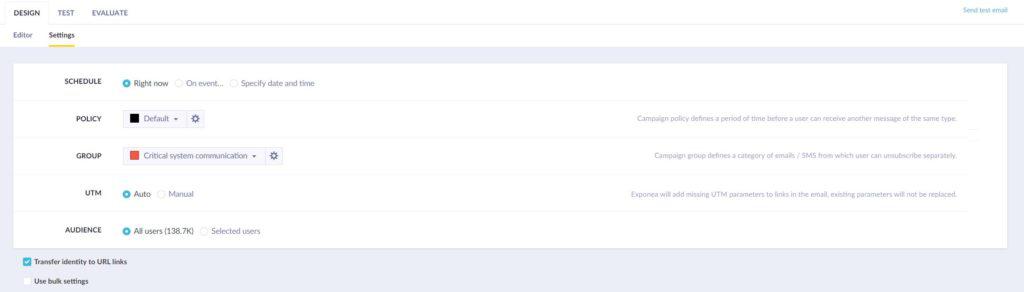 DESIGN TEST EVALUATE Send test email
Editor Settings
SCHEDULE Right now On event... Specify date and time
POLICY Default Campaign policy defines a period of time before a user can receive another message of the same type.
GROUP Critical system communication Campaign group defines a category of emails / SMS from which user can unsubscribe separately.
UTM Auto Manual Exponea will add missing UTM parameters to links in the email, existing parameters will not be replaced.
AUDIENCE All users (138.7K) Selected users
Transfer identity to URL links
Use bulk settings